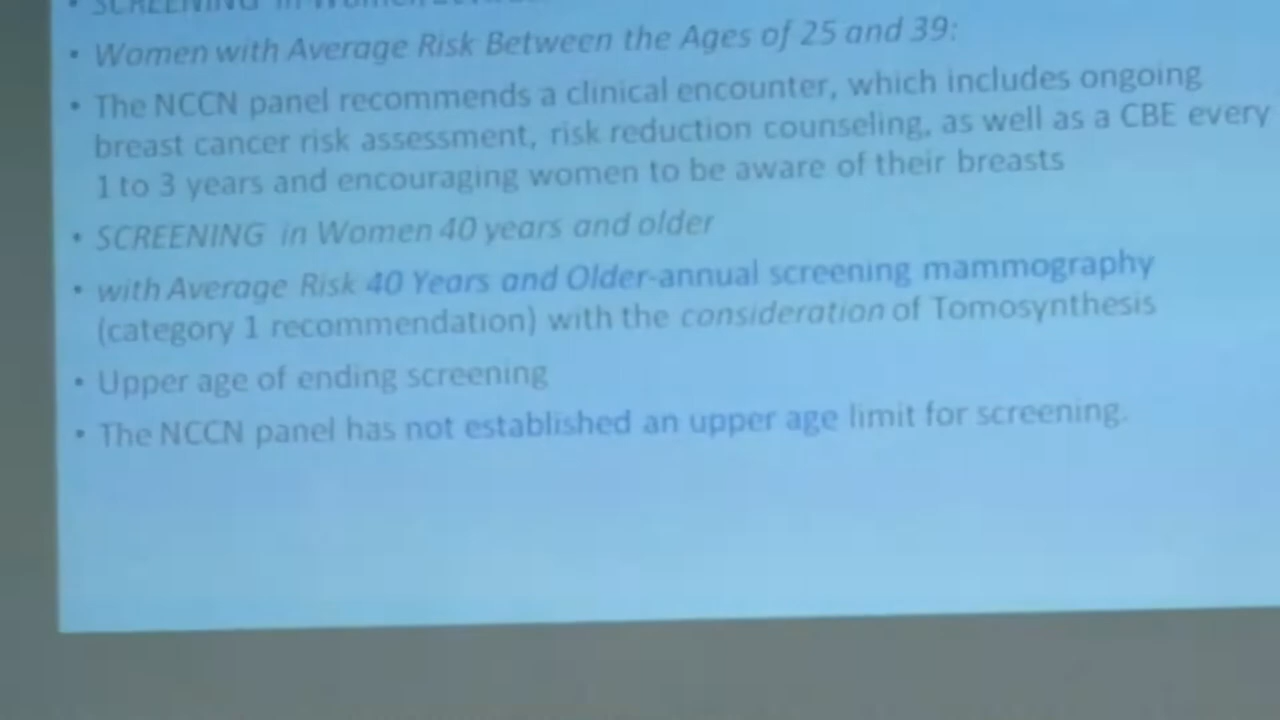 • SCREENING in Women
• Women with Average Risk Between the Ages of 25 and 39:
• The NCCN panel recommends a clinical encounter, which includes ongoing
breast cancer risk assessment, risk reduction counseling, as well as a CBE every
1 to 3 years and encouraging women to be aware of their breasts
• SCREENING in Women 40 years and older
• with Average Risk 40 Years and Older-annual screening mammography
(category 1 recommendation) with the consideration of Tomosynthesis
• Upper age of ending screening
• The NCCN panel has not established an upper age limit for screening.